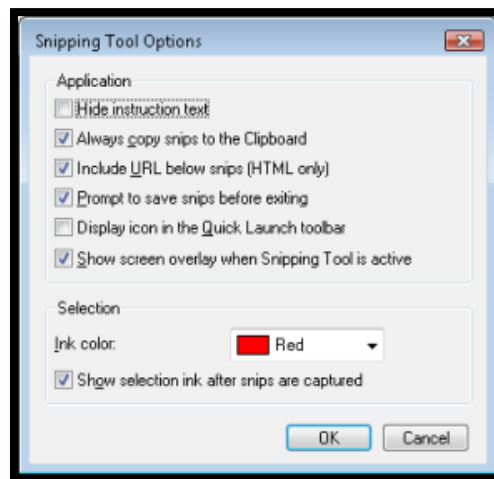 Snipping Tool Options
Application
Hide instruction text
Always copy snips to the Clipboard
Include URL below snips (HTML only)
Prompt to save snips before exiting
Display icon in the Quick Launch toolbar
Show screen overlay when Snipping Tool is active
Selection
Ink color: Red
Show selection ink after snips are captured
OK Cancel